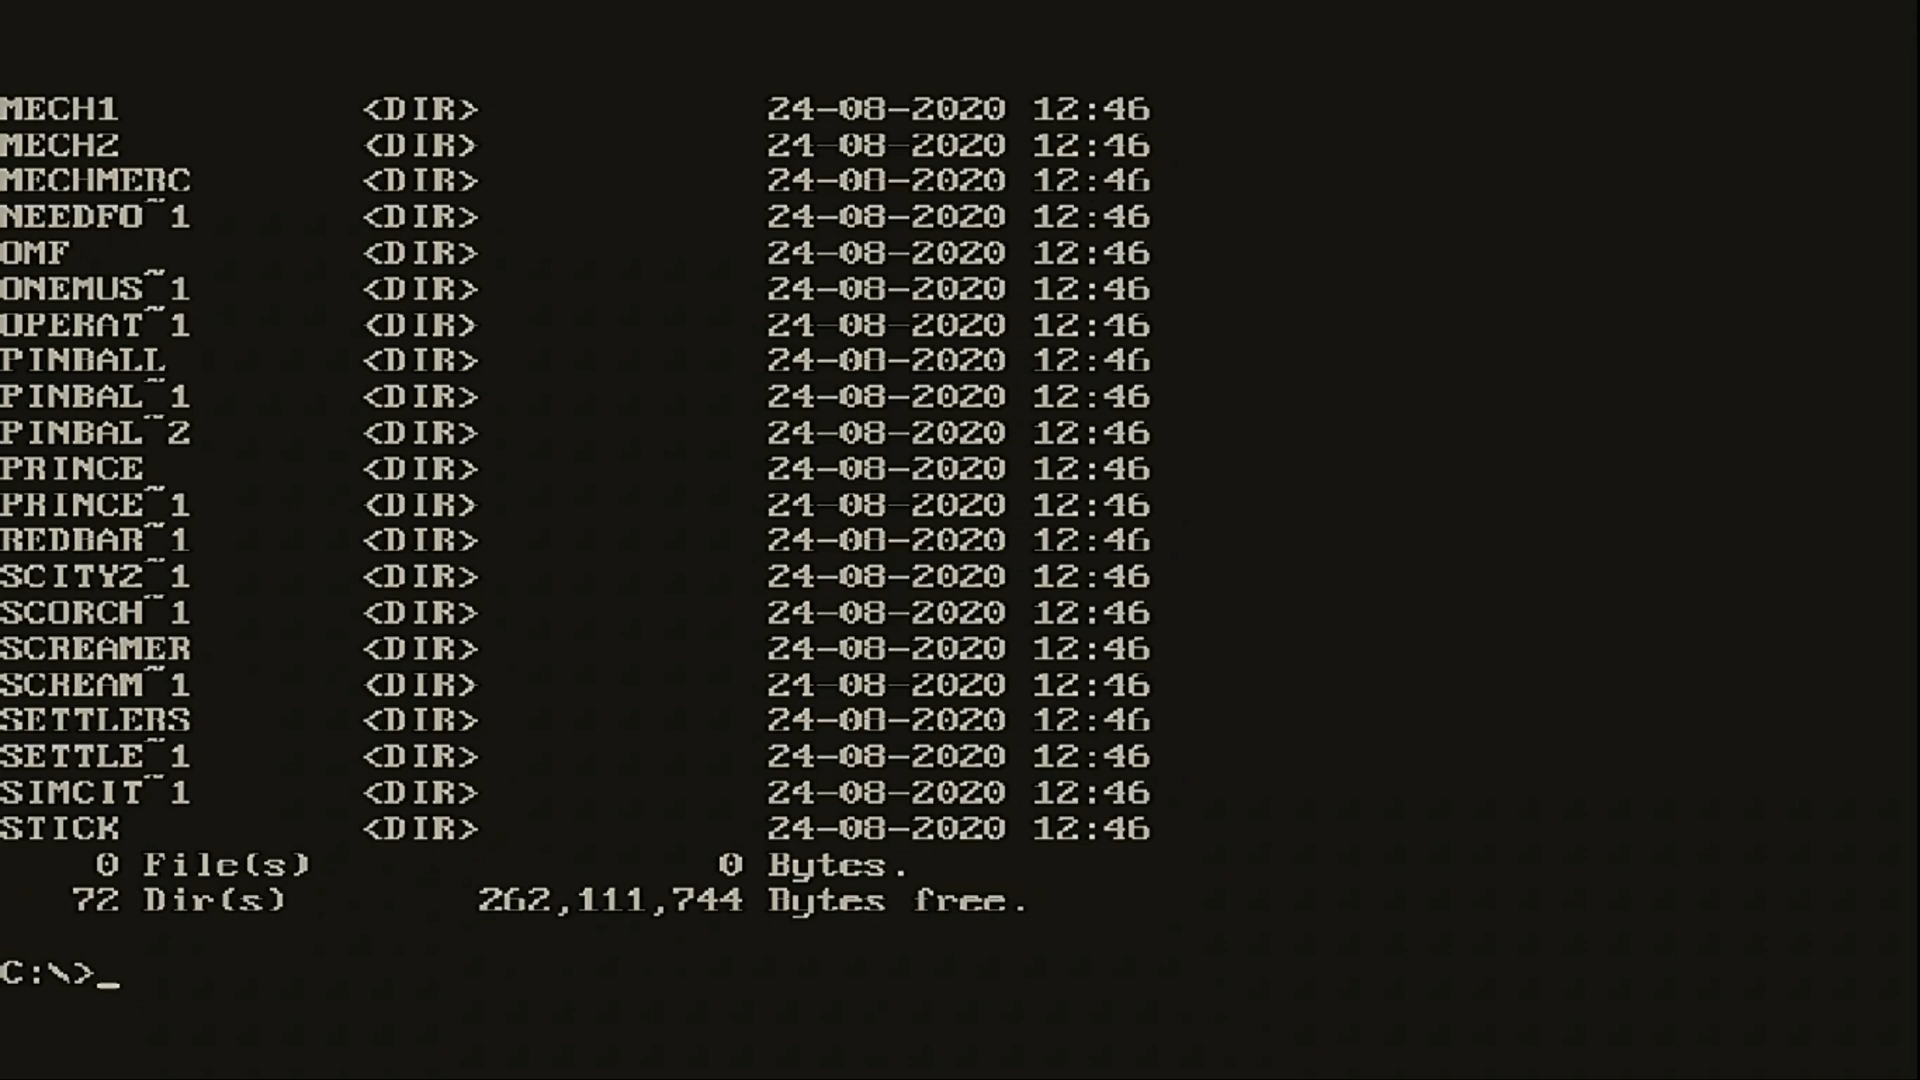 MECH1 <DIR> 24-08-2020 12:46
MECH2 <DIR> 24-08-2020 12:46
MECHMERC <DIR> 24-08-2020 12:46
NEEDFO~1 <DIR> 24-08-2020 12:46
OMF <DIR> 24-08-2020 12:46
ONEMUS~1 <DIR> 24-08-2020 12:46
OPERAT~1 <DIR> 24-08-2020 12:46
PINBALL <DIR> 24-08-2020 12:46
PINBAL~1 <DIR> 24-08-2020 12:46
PINBAL~2 <DIR> 24-08-2020 12:46
PRINCE <DIR> 24-08-2020 12:46
PRINCE~1 <DIR> 24-08-2020 12:46
REDBAR~1 <DIR> 24-08-2020 12:46
SCITY2~1 <DIR> 24-08-2020 12:46
SCORCH~1 <DIR> 24-08-2020 12:46
SCREAMER <DIR> 24-08-2020 12:46
SCREAM~1 <DIR> 24-08-2020 12:46
SETTLERS <DIR> 24-08-2020 12:46
SETTLE~1 <DIR> 24-08-2020 12:46
SIMCIT~1 <DIR> 24-08-2020 12:46
STICK <DIR> 24-08-2020 12:46
0 File(s) 0 Bytes.
72 Dir(s) 262,111,744 Bytes free.
C:\>_